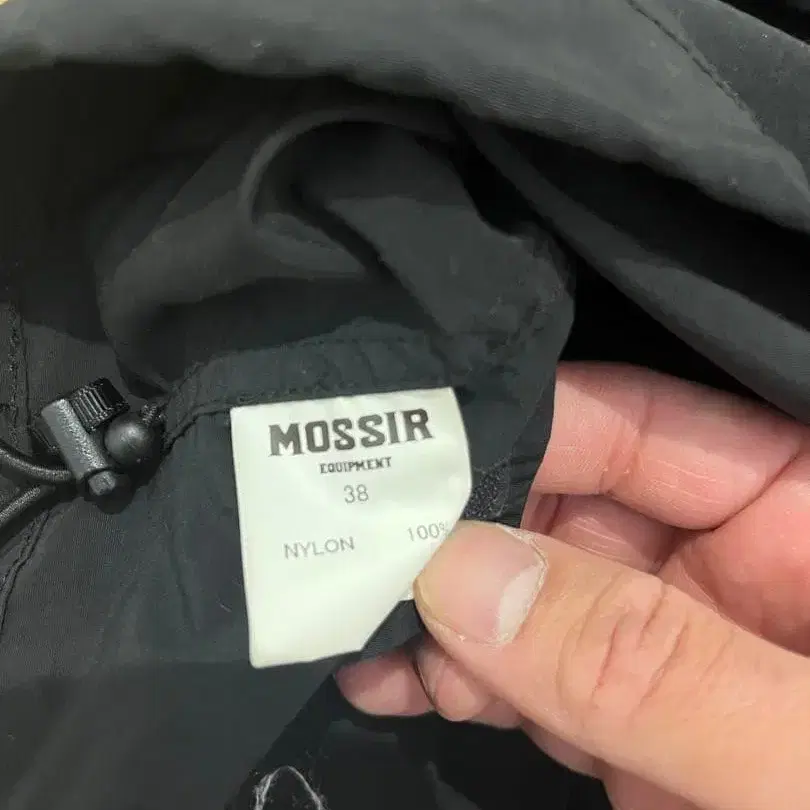 MOSSIR
EQUIPMENT
38
NYLON 100%